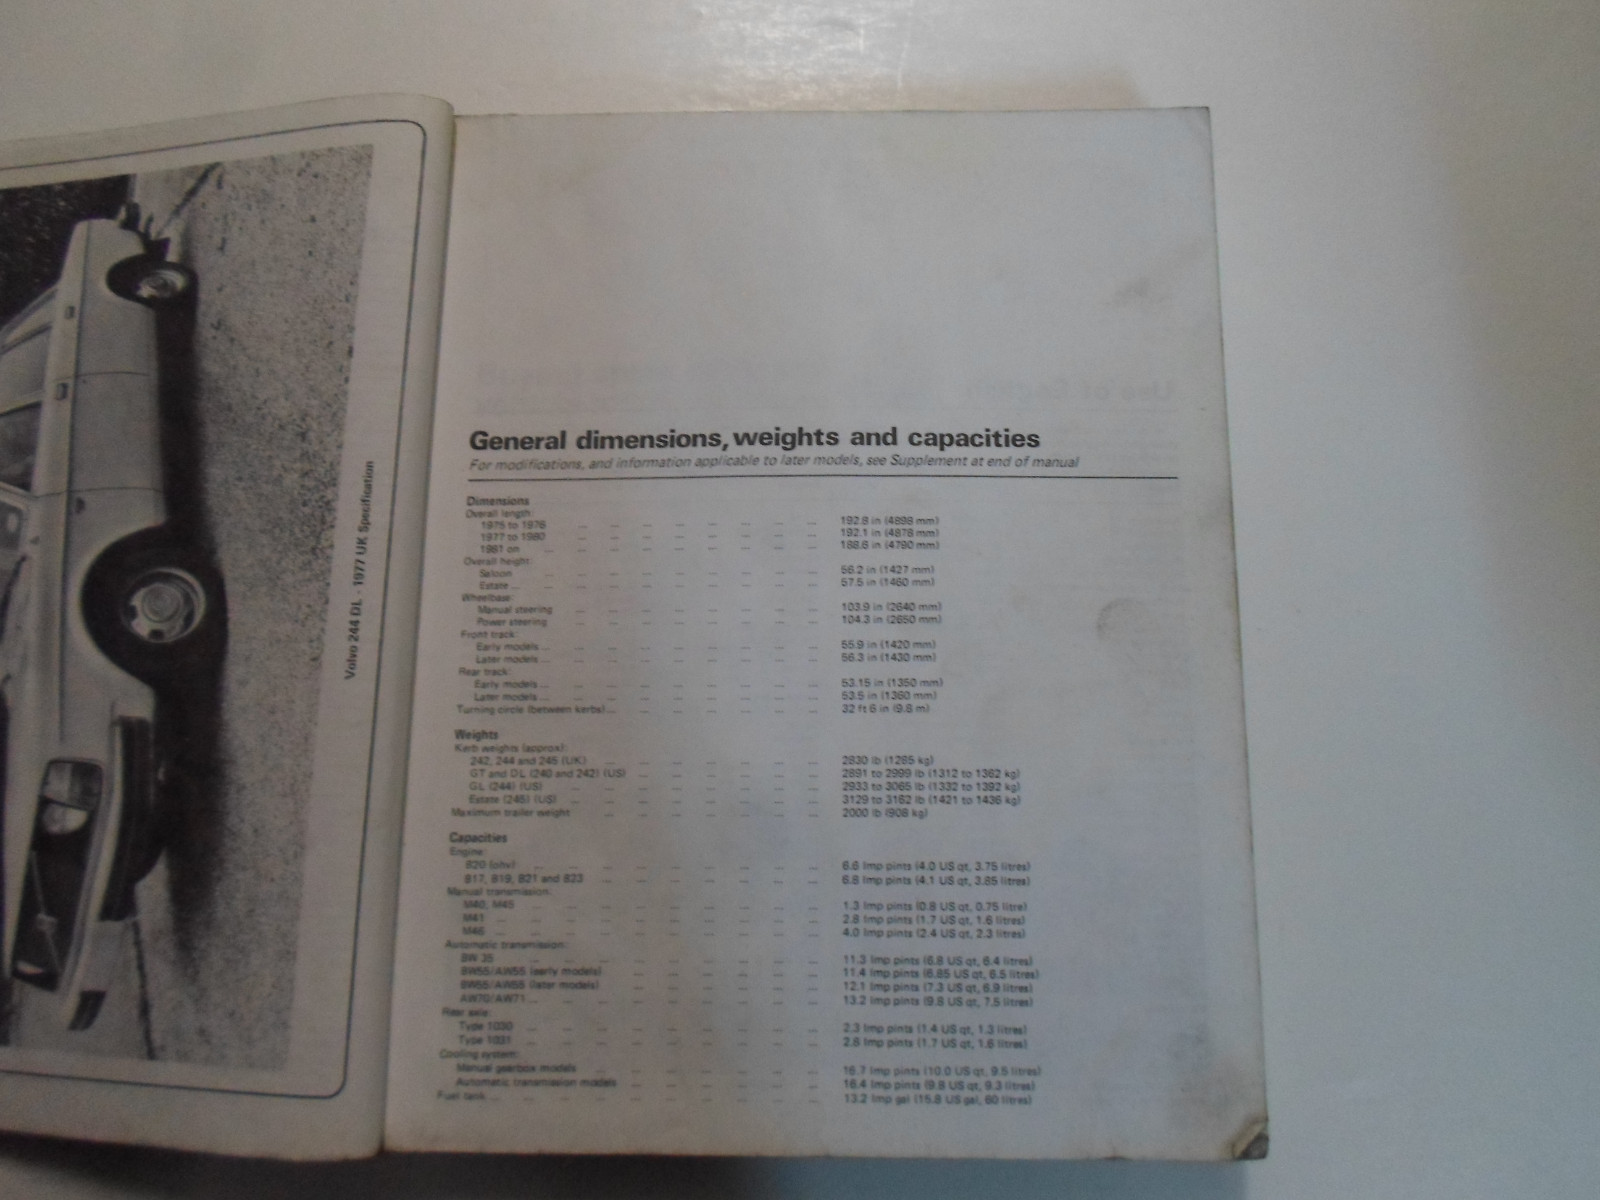 Volvo 244 DL - 1977 UK Specification
General dimensions, weights and capacities
For modifications, and information applicable to later models, see Supplement at end of manual
Dimensions
Overall length:
1975 to 1976 ... 192.8 in (4898 mm)
1977 to 1980 ... 192.1 in (4878 mm)
1981 on ... 188.6 in (4790 mm)
Overall height:
Saloon ... 56.2 in (1427 mm)
Estate ... 57.5 in (1460 mm)
Wheelbase:
Manual steering ... 103.9 in (2640 mm)
Power steering ... 104.3 in (2650 mm)
Front track:
Early models ... 55.9 in (1420 mm)
Later models ... 56.3 in (1430 mm)
Rear track:
Early models ... 53.15 in (1350 mm)
Later models ... 53.5 in (1360 mm)
Turning circle (between kerbs) ... 32 ft 6 in (9.8 m)
Weights
Kerb weights (approx):
242, 244 and 245 (UK) ... 2830 lb (1285 kg)
GT and DL (240 and 242) (US) ... 2891 to 2999 lb (1312 to 1362 kg)
GL (244) (US) ... 2933 to 3065 lb (1332 to 1392 kg)
Estate (245) (US) ... 3129 to 3162 lb (1421 to 1436 kg)
Maximum trailer weight ... 2000 lb (908 kg)
Capacities
Engine:
B20 (ohv) ... 6.6 Imp pints (4.0 US qt, 3.75 litres)
B17, B19, B21 and B23 ... 6.8 Imp pints (4.1 US qt, 3.85 litres)
Manual transmission:
M40, M45 ... 1.3 Imp pints (0.8 US qt, 0.75 litre)
M41 ... 2.8 Imp pints (1.7 US qt, 1.6 litres)
M46 ... 4.0 Imp pints (2.4 US qt, 2.3 litres)
Automatic transmission:
BW 35 ... 11.3 Imp pints (6.8 US qt, 6.4 litres)
BW55/AW55 (early models) ... 11.4 Imp pints (6.85 US qt, 6.5 litres)
BW55/AW55 (later models) ... 12.1 Imp pints (7.3 US qt, 6.9 litres)
AW70/AW71 ... 13.2 Imp pints (9.8 US qt, 7.5 litres)
Rear axle:
Type 1030 ... 2.3 Imp pints (1.4 US qt, 1.3 litres)
Type 1031 ... 2.8 Imp pints (1.7 US qt, 1.6 litres)
Cooling system:
Manual gearbox models ... 16.7 Imp pints (10.0 US qt, 9.5 litres)
Automatic transmission models ... 16.4 Imp pints (9.8 US qt, 9.3 litres)
Fuel tank ... 13.2 Imp gal (15.8 US gal, 60 litres)